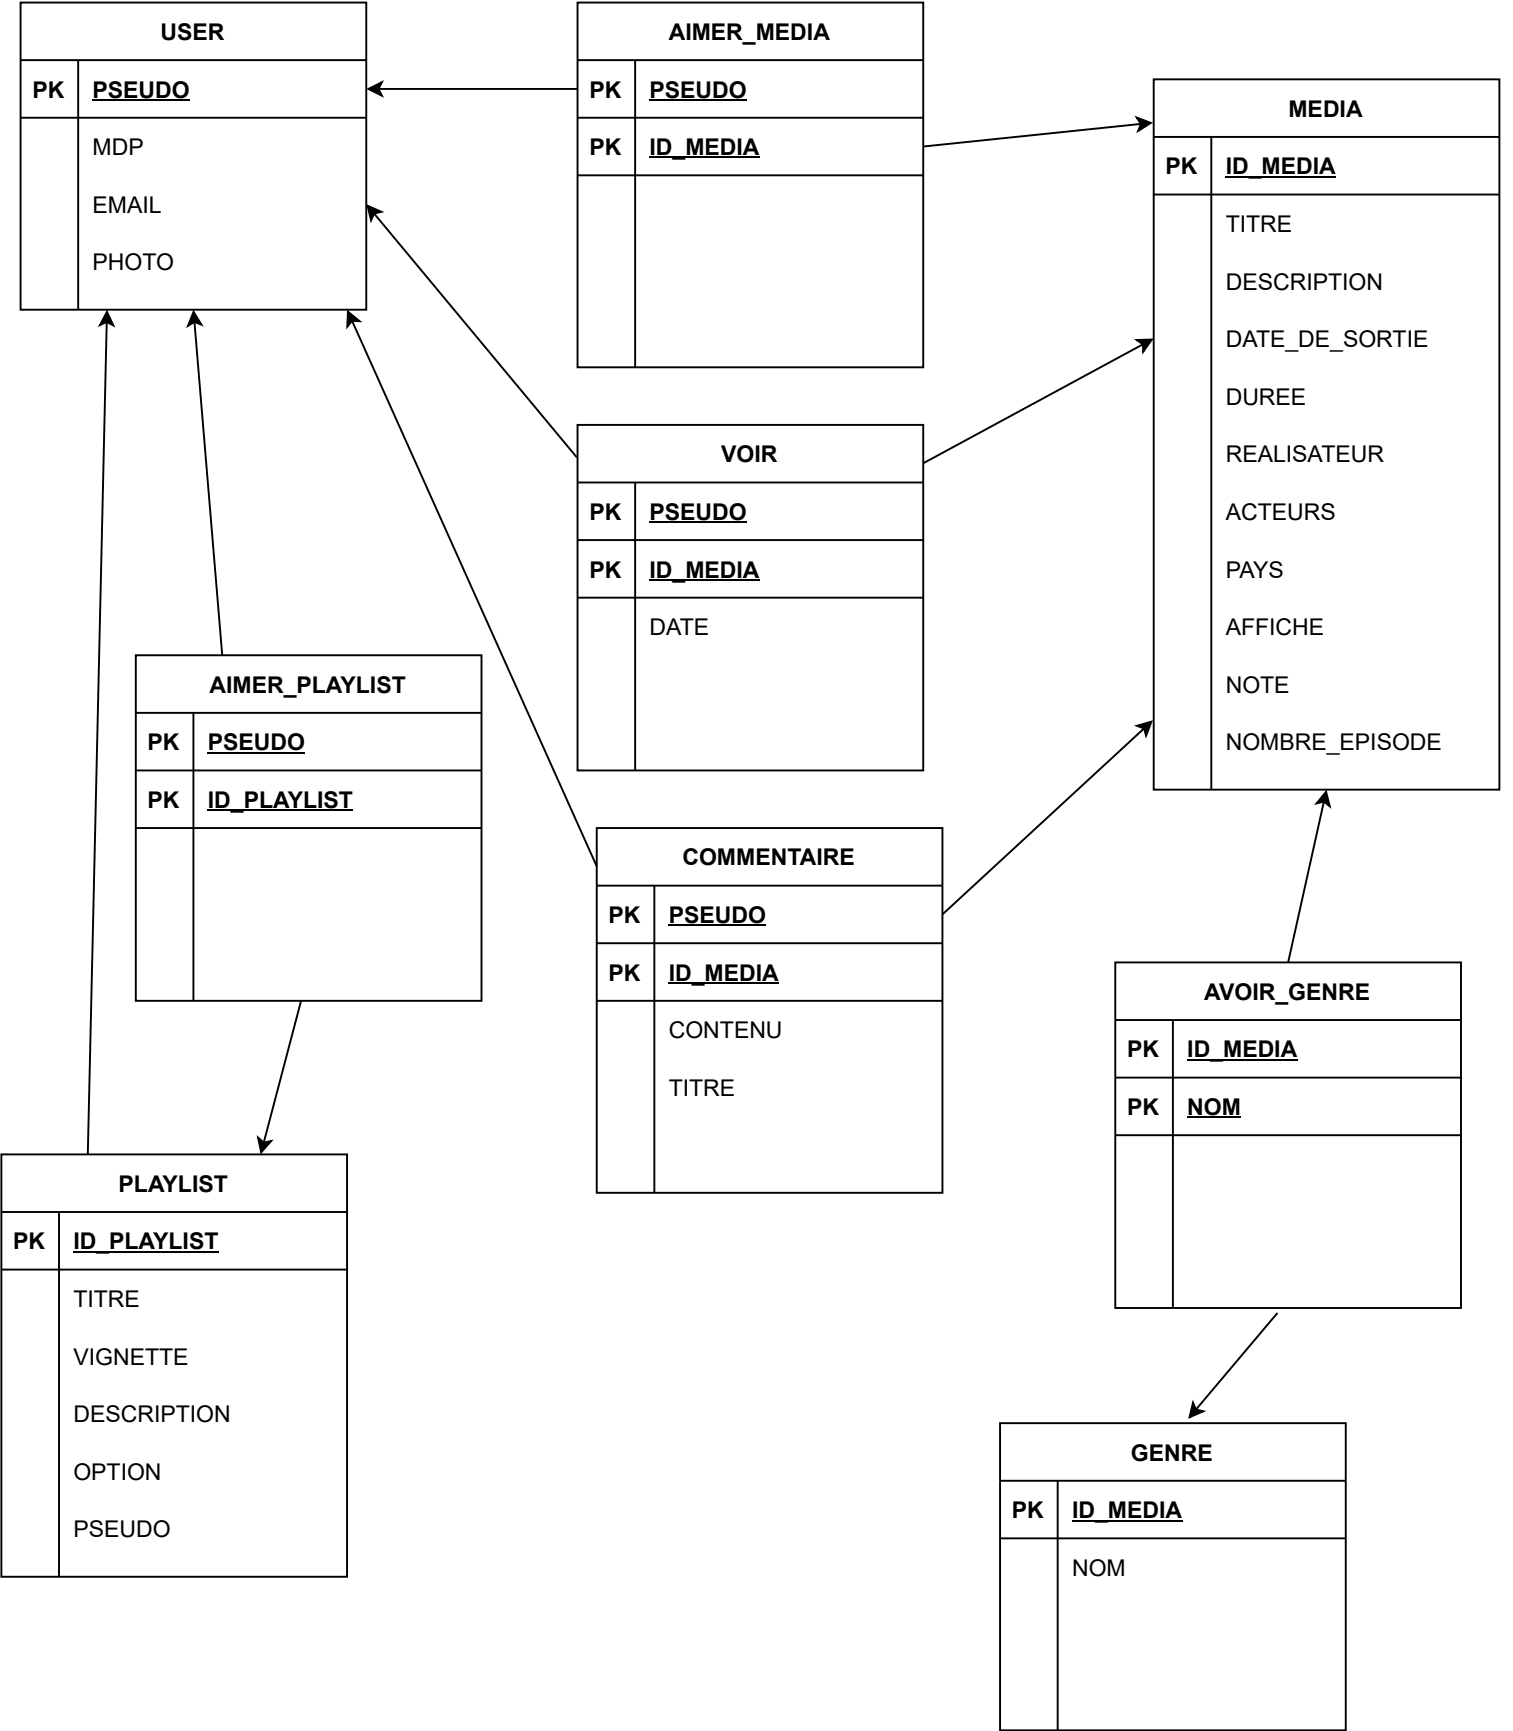 USER
PK PSEUDO
MDP
EMAIL
PHOTO
AIMER_MEDIA
PK PSEUDO
PK ID_MEDIA
MEDIA
PK ID_MEDIA
TITRE
DESCRIPTION
DATE_DE_SORTIE
DUREE
REALISATEUR
ACTEURS
PAYS
AFFICHE
NOTE
NOMBRE_EPISODE
VOIR
PK PSEUDO
PK ID_MEDIA
DATE
AIMER_PLAYLIST
PK PSEUDO
PK ID_PLAYLIST
COMMENTAIRE
PK PSEUDO
PK ID_MEDIA
CONTENU
TITRE
AVOIR_GENRE
PK ID_MEDIA
PK NOM
PLAYLIST
PK ID_PLAYLIST
TITRE
VIGNETTE
DESCRIPTION
OPTION
PSEUDO
GENRE
PK ID_MEDIA
NOM